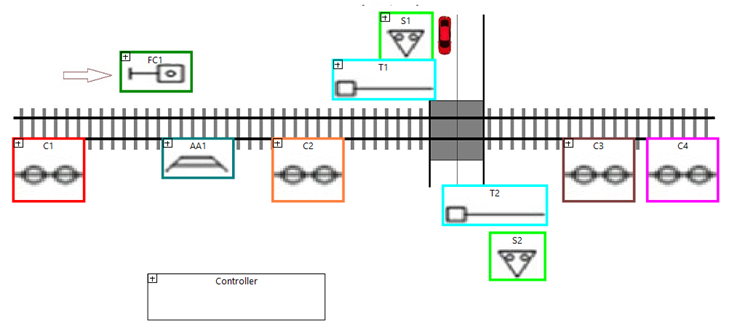 S1
FC1
T1
C1
AA1
C2
C3
C4
T2
S2
Controller